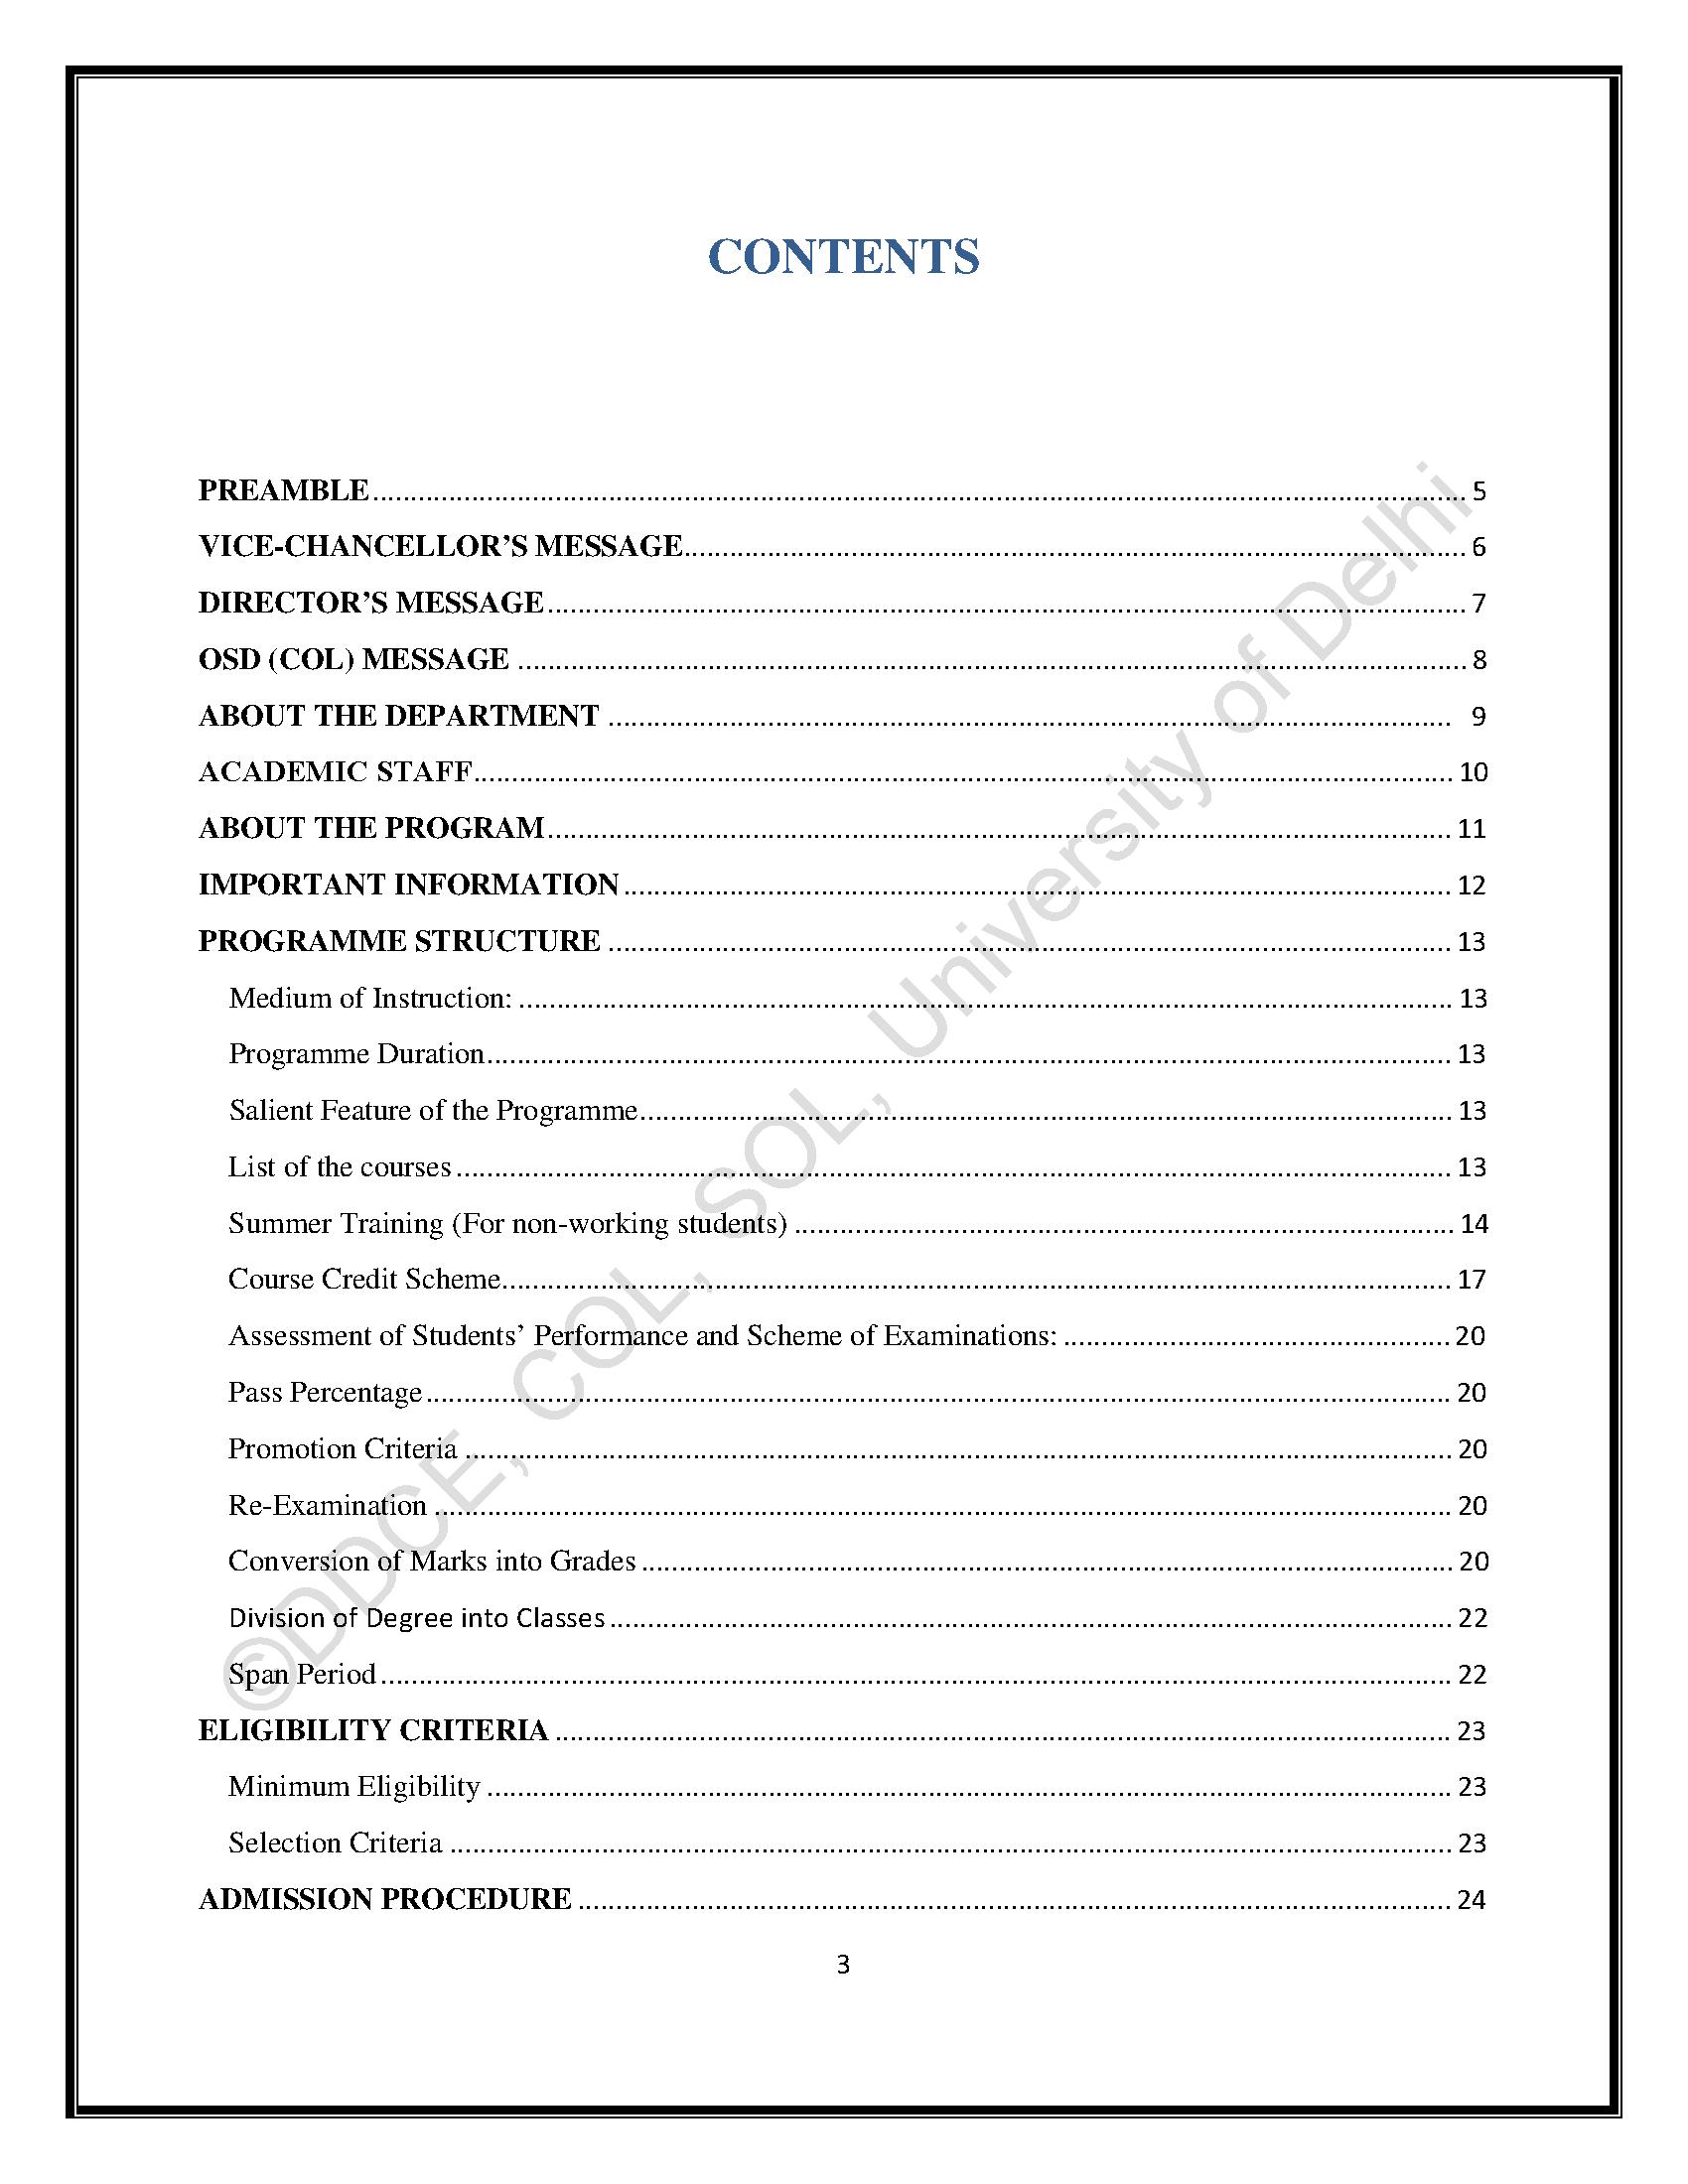 CONTENTS
PREAMBLE 5
VICE-CHANCELLOR’S MESSAGE 6
DIRECTOR’S MESSAGE 7
OSD (COL) MESSAGE 8
ABOUT THE DEPARTMENT 9
ACADEMIC STAFF 10
ABOUT THE PROGRAM 11
IMPORTANT INFORMATION 12
PROGRAMME STRUCTURE 13
Medium of Instruction: 13
Programme Duration 13
Salient Feature of the Programme 13
List of the courses 13
Summer Training (For non-working students) 14
Course Credit Scheme 17
Assessment of Students’ Performance and Scheme of Examinations: 20
Pass Percentage 20
Promotion Criteria 20
Re-Examination 20
Conversion of Marks into Grades 20
Division of Degree into Classes 22
Span Period 22
ELIGIBILITY CRITERIA 23
Minimum Eligibility 23
Selection Criteria 23
ADMISSION PROCEDURE 24
3
©DDCE, COL, SOL, University of Delhi